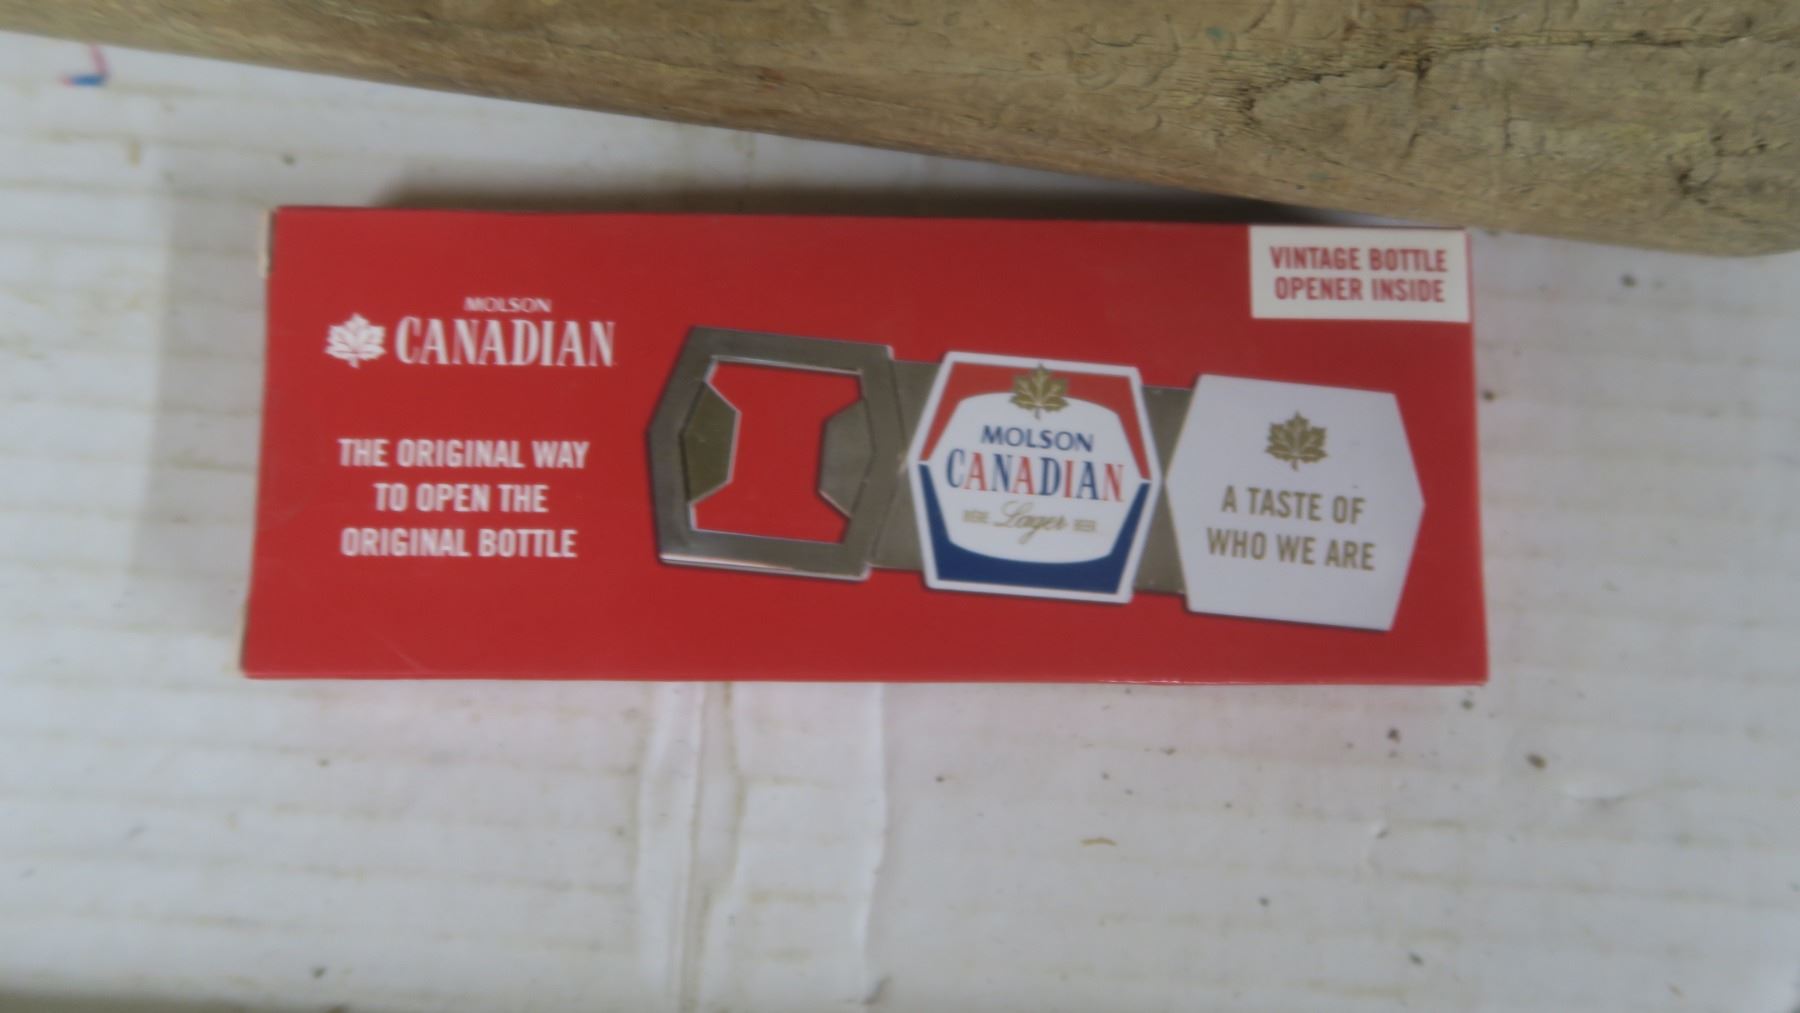 MOLSON
CANADIAN
THE ORIGINAL WAY
TO OPEN THE
ORIGINAL BOTTLE
MOLSON
CANADIAN
BIÈRE Lager BEER
A TASTE OF
WHO WE ARE
VINTAGE BOTTLE
OPENER INSIDE